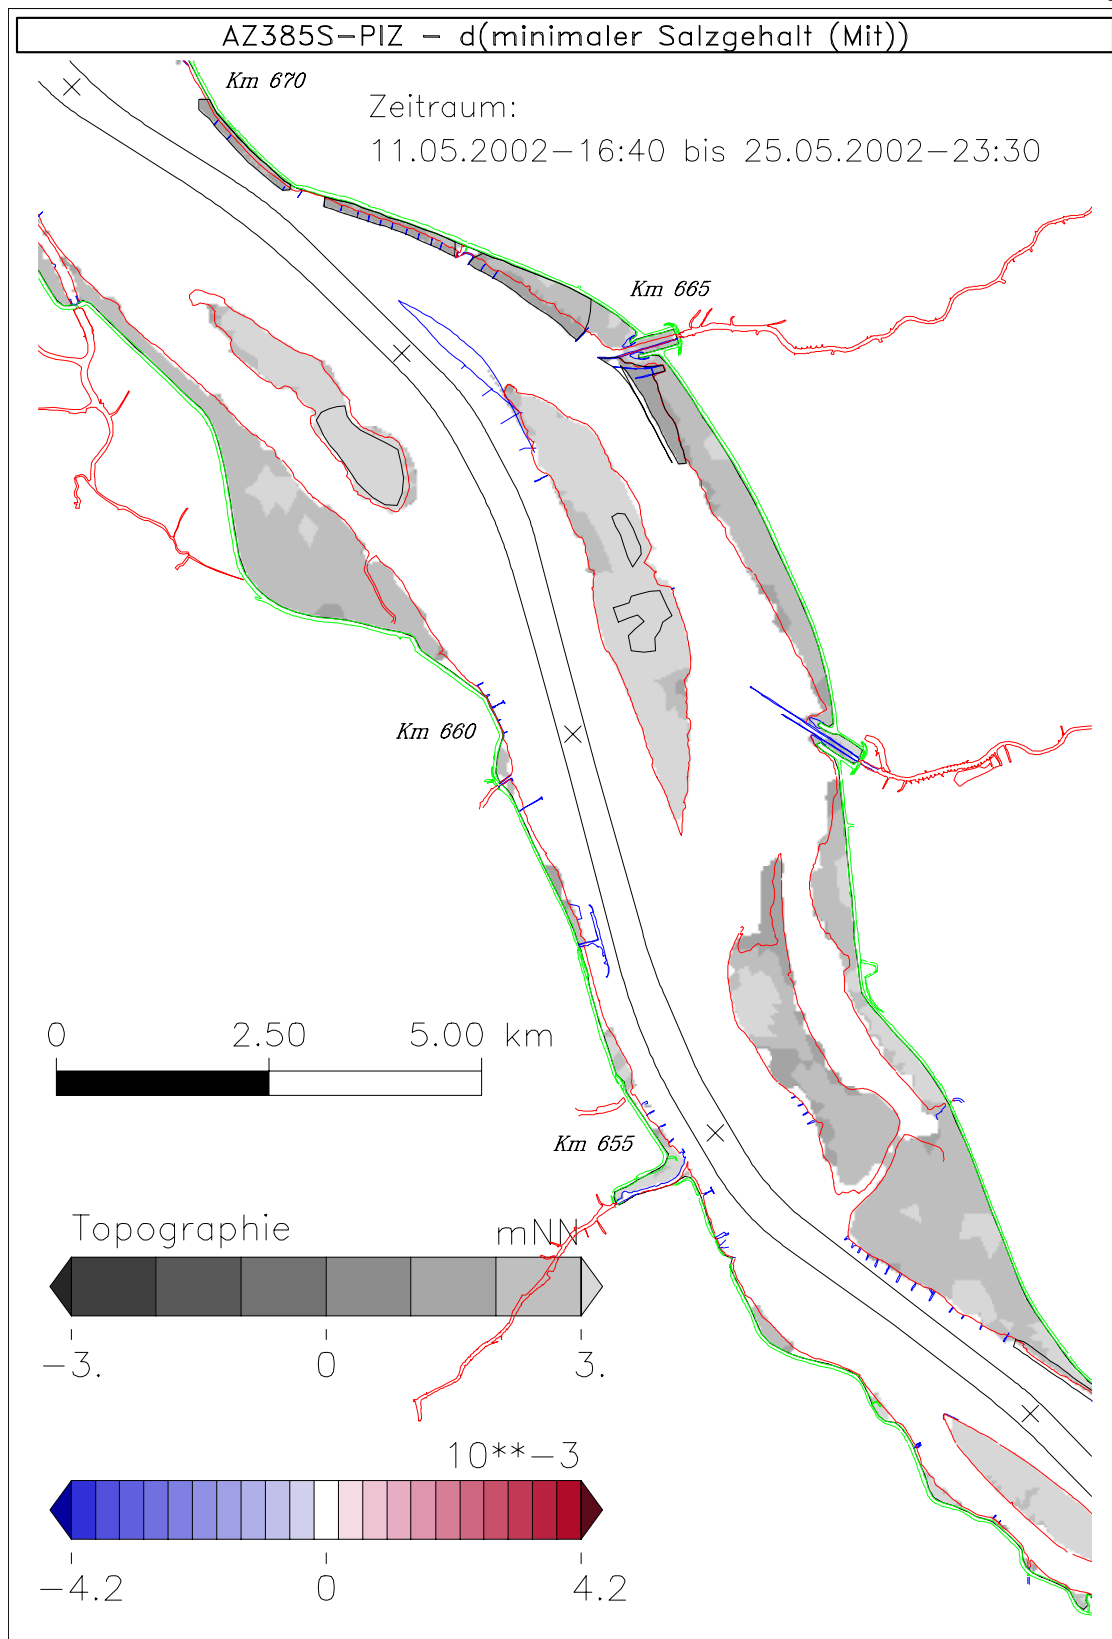 AZ385S-PIZ - d(minimaler Salzgehalt (Mit))
Km 670
Zeitraum:
11.05.2002-16:40 bis 25.05.2002-23:30
Km 665
Km 660
0 2.50 5.00 km
Km 655
Topographie mNN
-3. 0 3.
10**-3
-4.2 0 4.2